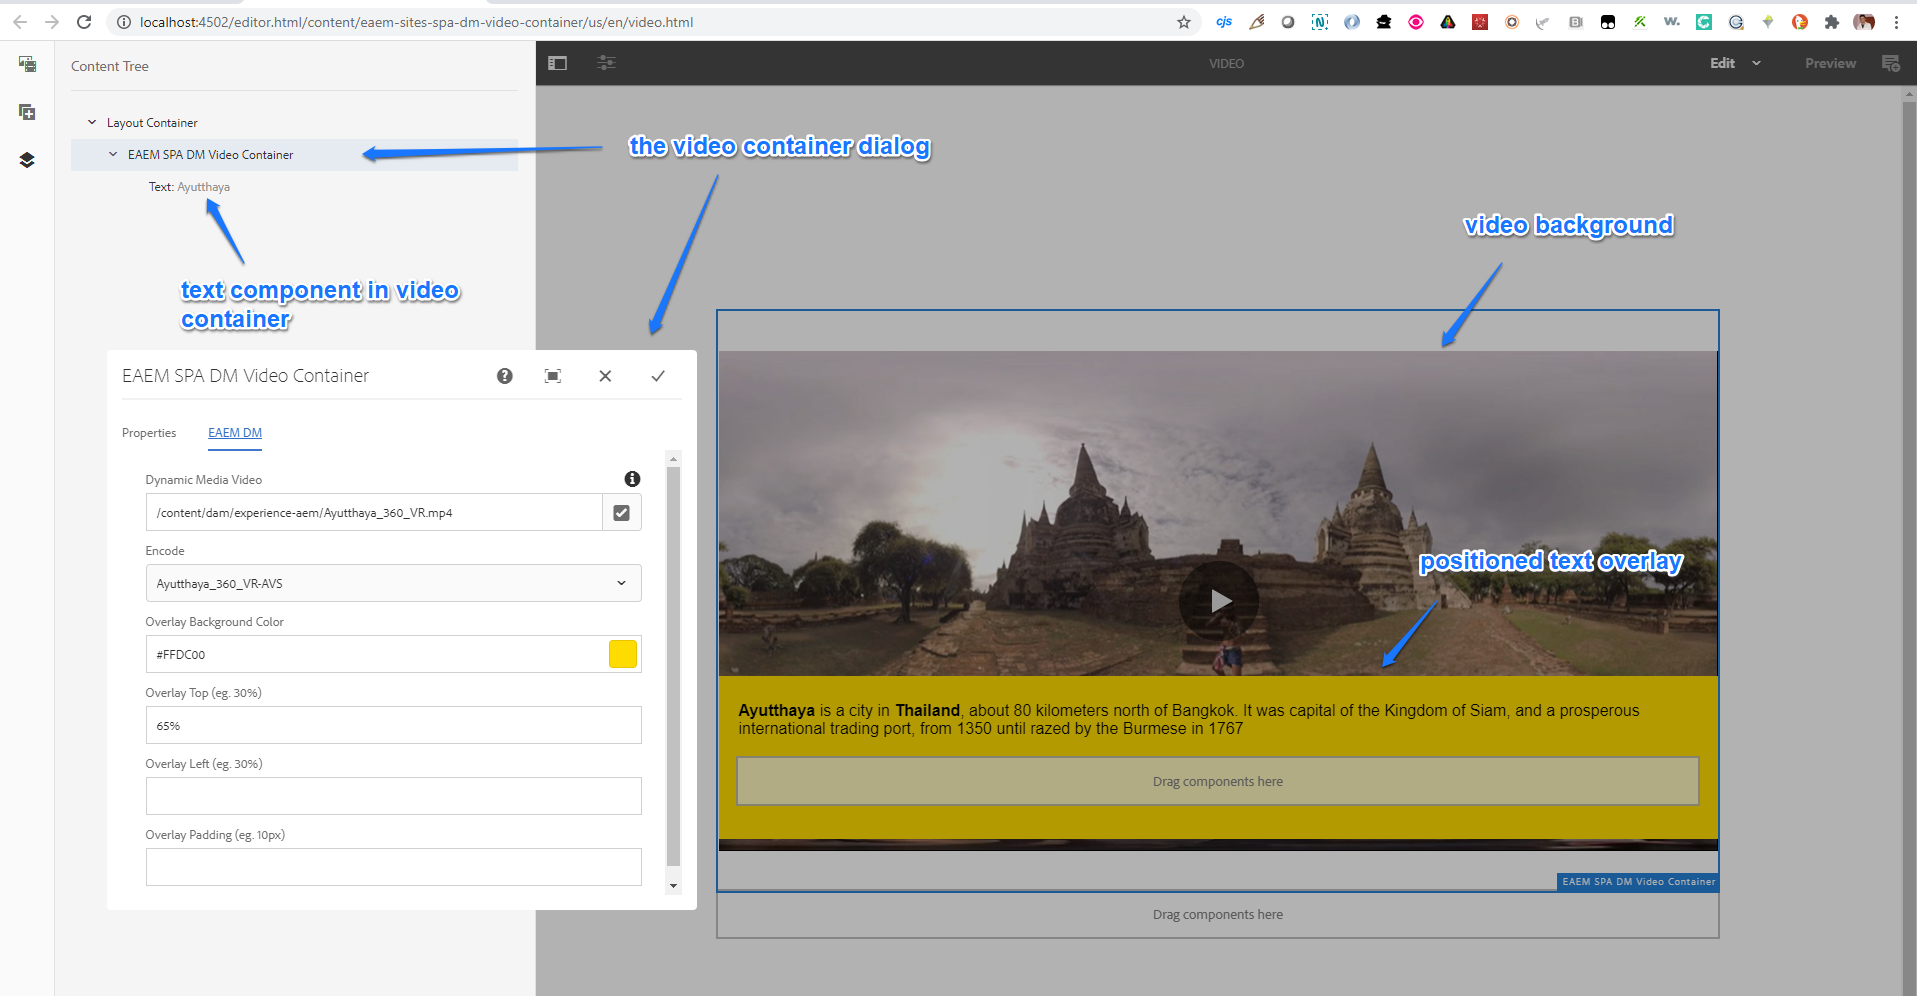 localhost:4502/editor.html/content/eaem-sites-spa-dm-video-container/us/en/video.html
cjs
Content Tree
VIDEO
Edit
Preview
Layout Container
EAEM SPA DM Video Container
Text: Ayutthaya
the video container dialog
text component in video
container
video background
EAEM SPA DM Video Container
Properties
EAEM DM
Dynamic Media Video
/content/dam/experience-aem/Ayutthaya_360_VR.mp4
Encode
Ayutthaya_360_VR-AVS
Overlay Background Color
#FFDC00
Overlay Top (eg. 30%)
65%
Overlay Left (eg. 30%)
Overlay Padding (eg. 10px)
positioned text overlay
Ayutthaya is a city in Thailand, about 80 kilometers north of Bangkok. It was capital of the Kingdom of Siam, and a prosperous
international trading port, from 1350 until razed by the Burmese in 1767
Drag components here
EAEM SPA DM Video Container
Drag components here